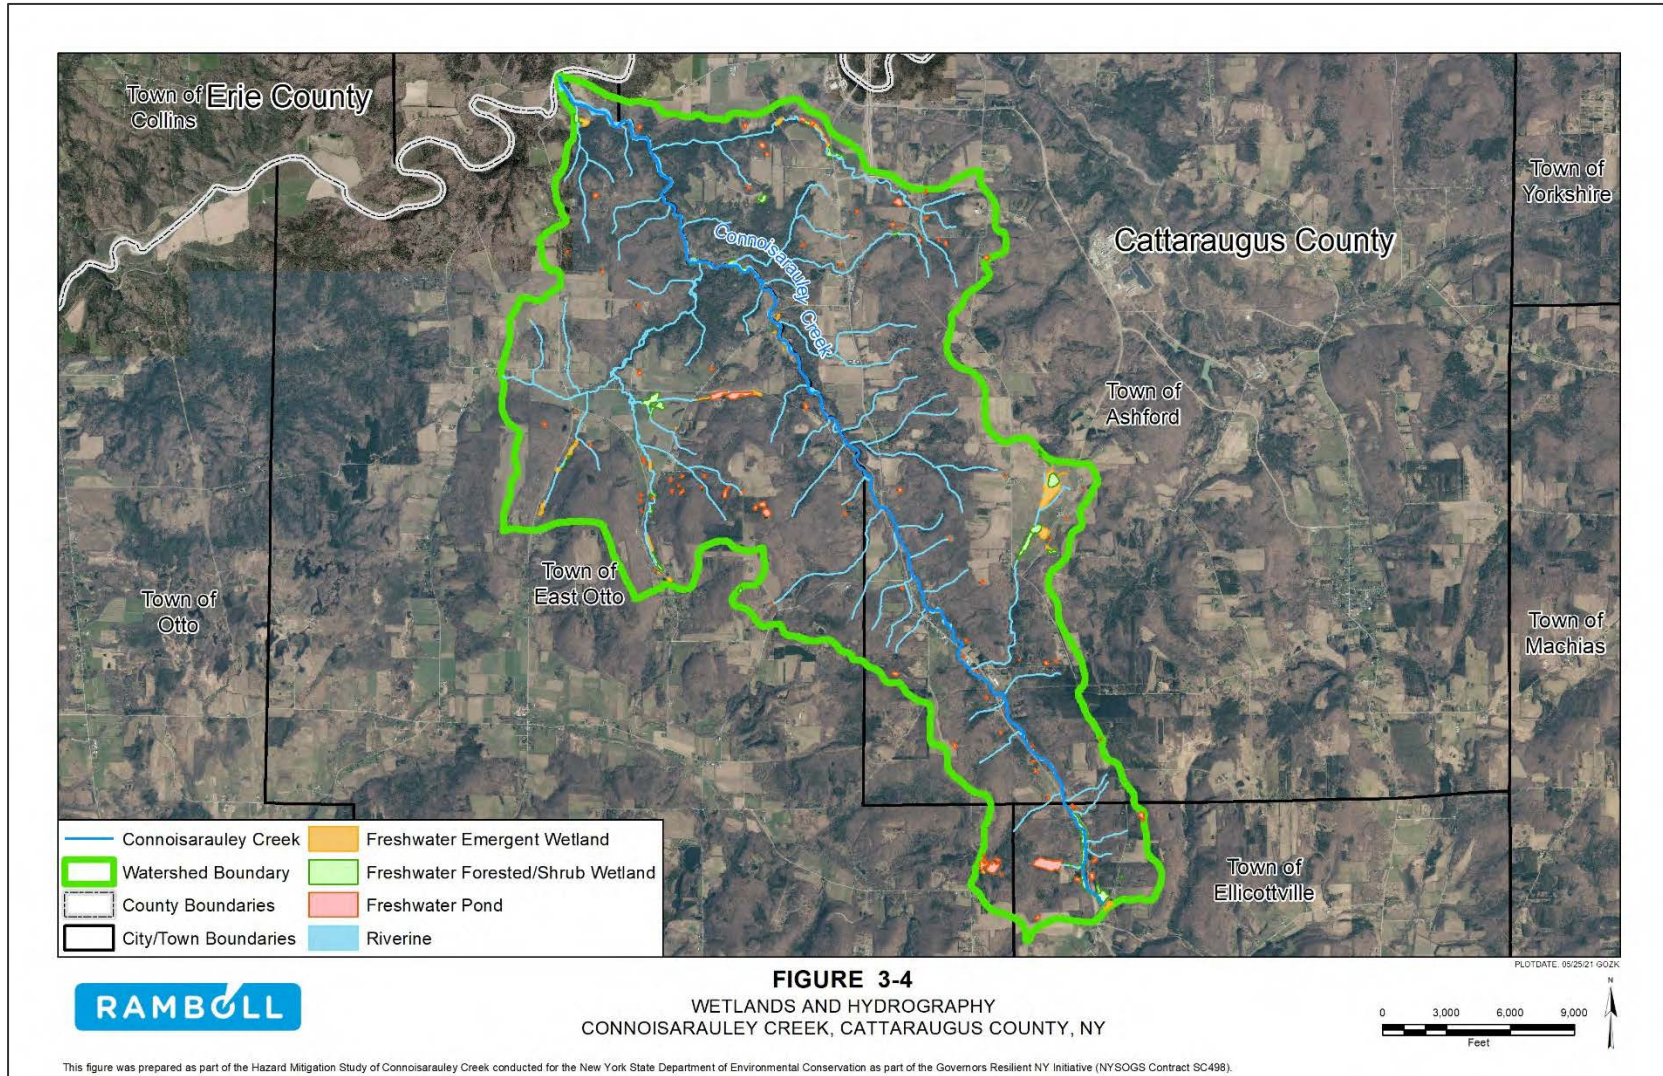 Town of
Collins
Erie County
Town of
Yorkshire
Cattaraugus County
Connoisarauley Creek
Town of
Ashford
Town of
East Otto
Town of
Otto
Town of
Machias
Town of
Ellicottville
Connoisarauley Creek
Watershed Boundary
County Boundaries
City/Town Boundaries
Freshwater Emergent Wetland
Freshwater Forested/Shrub Wetland
Freshwater Pond
Riverine
PLOTDATE: 05/25/21 GOZK
RAMBOLL
FIGURE 3-4
WETLANDS AND HYDROGRAPHY
CONNOISARAULEY CREEK, CATTARAUGUS COUNTY, NY
N
0 3,000 6,000 9,000
Feet
This figure was prepared as part of the Hazard Mitigation Study of Connoisarauley Creek conducted for the New York State Department of Environmental Conservation as part of the Governors Resilient NY Initiative (NYSOGS Contract SC498).